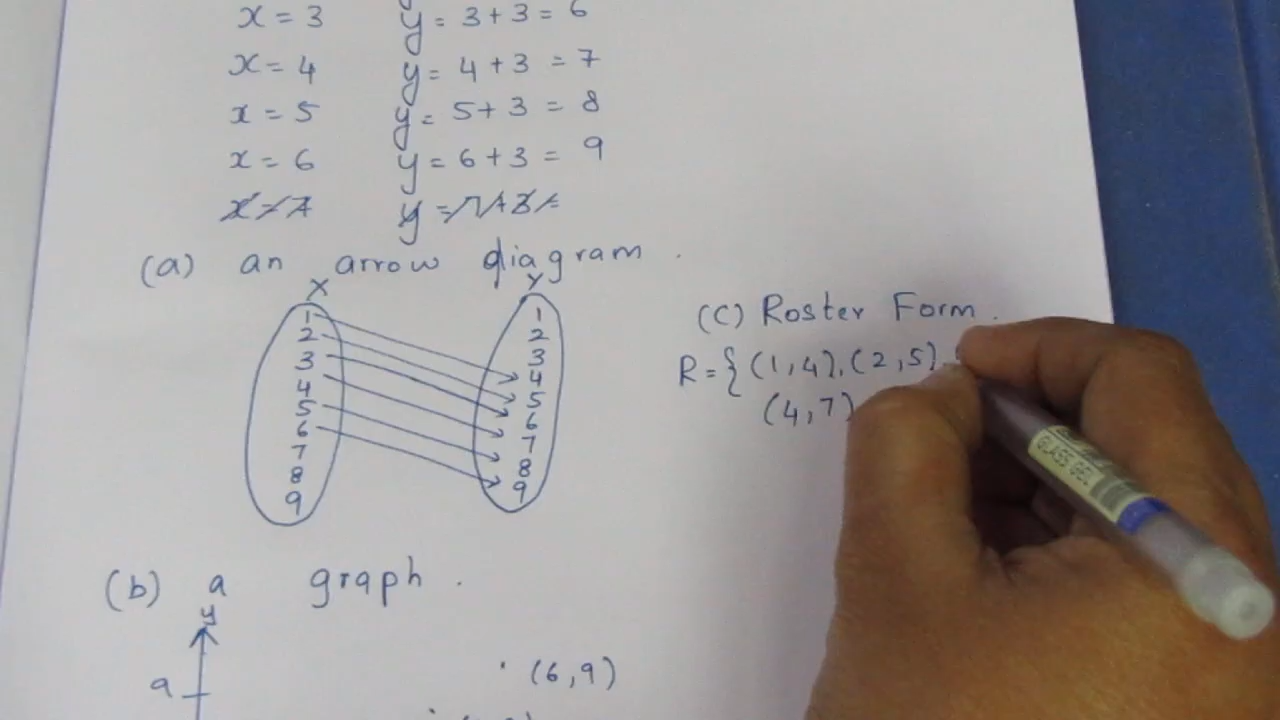 x = 3 y = 3 + 3 = 6
x = 4 y = 4 + 3 = 7
x = 5 y = 5 + 3 = 8
x = 6 y = 6 + 3 = 9
x = 7 y =
(a) an arrow diagram .
X Y
1 1
2 2
3 3
4 4
5 5
6 6
7 7
8 8
9 9
(C) Roster Form .
R = { (1,4), (2,5)
(4,7)
GLASS GEL
(b) a graph .
y
9
(6,9)